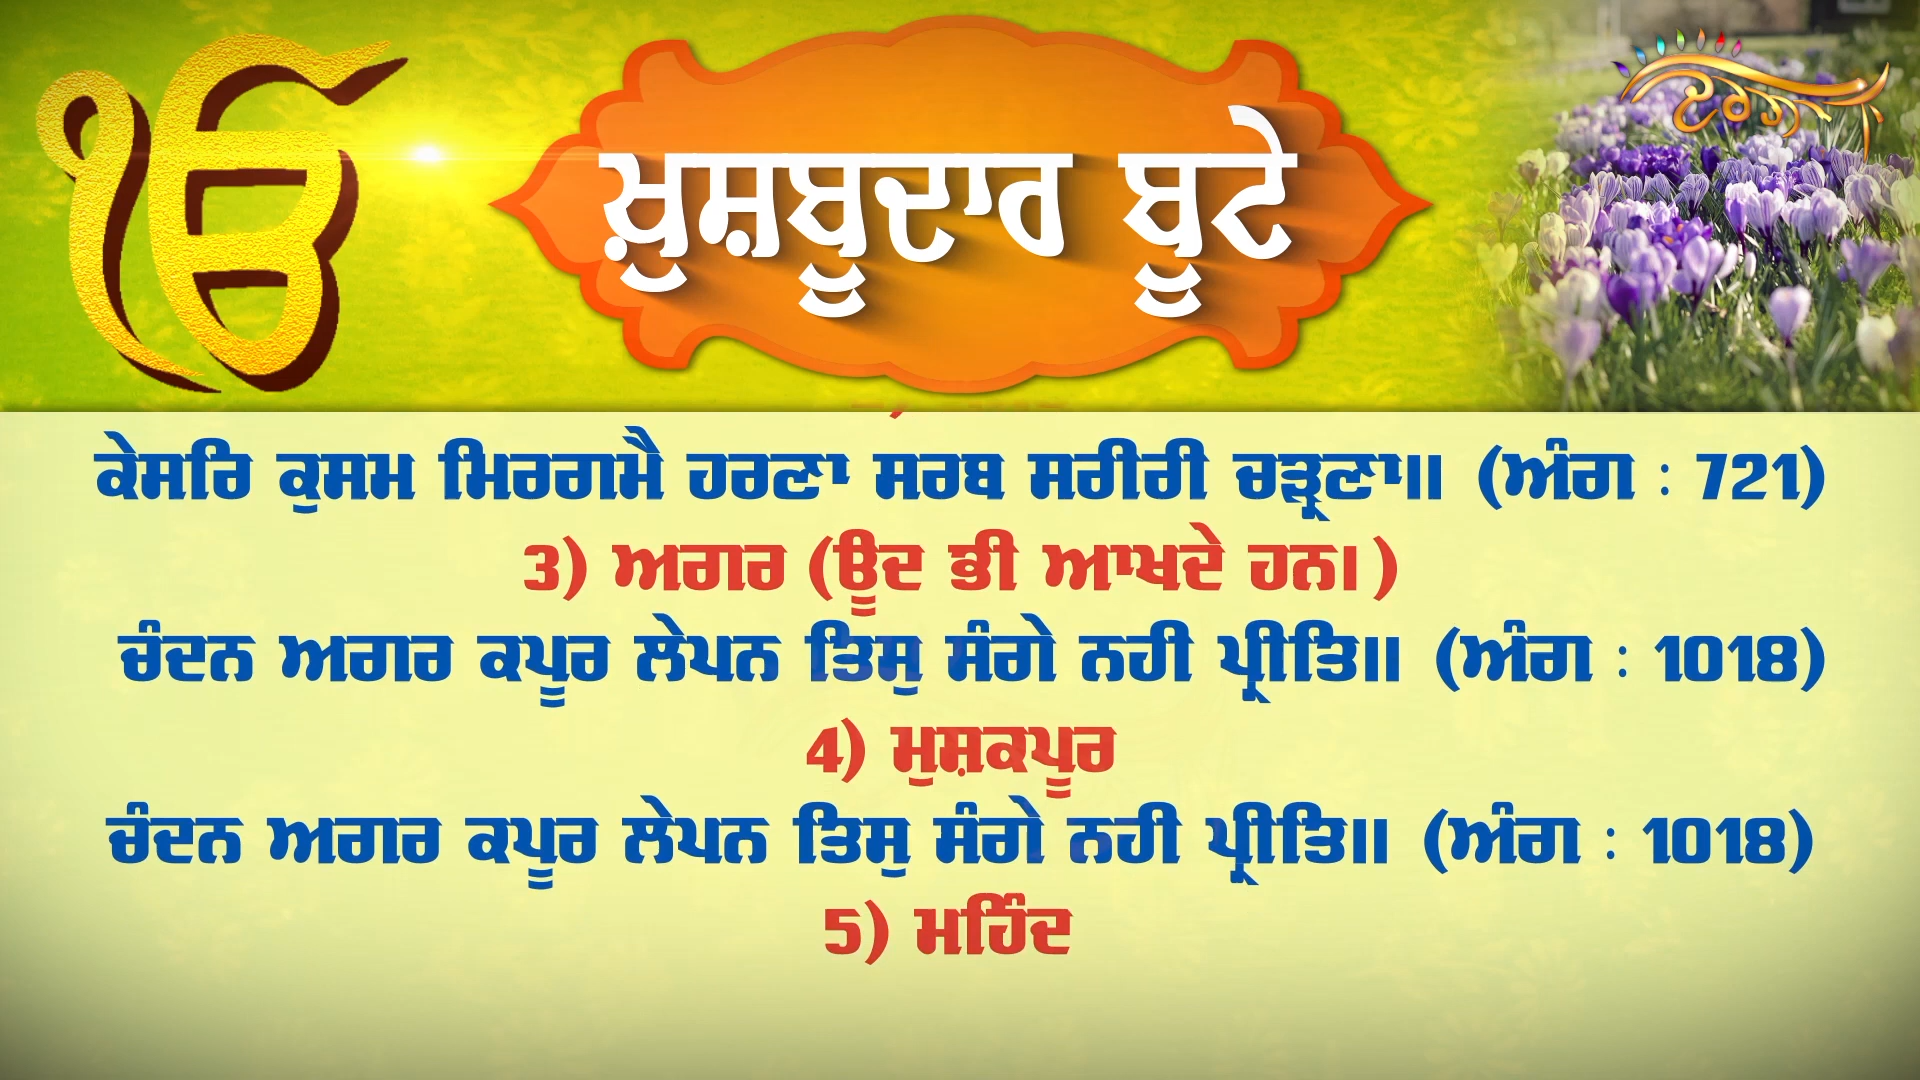 ੴ
ਖ਼ੁਸ਼ਬੂਦਾਰ ਬੂਟੇ
ਕੇਸਰਿ ਕੁਸਮ ਮਿਰਗਮੈ ਹਰਣਾ ਸਰਬ ਸਰੀਰੀ ਚੜ੍ਹਣਾ॥ (ਅੰਗ : 721)
3) ਅਗਰ (ਊਦ ਭੀ ਆਖਦੇ ਹਨ।)
ਚੰਦਨ ਅਗਰ ਕਪੂਰ ਲੇਪਨ ਤਿਸੁ ਸੰਗੇ ਨਹੀ ਪ੍ਰੀਤਿ॥ (ਅੰਗ : 1018)
4) ਮੁਸ਼ਕਪੂਰ
ਚੰਦਨ ਅਗਰ ਕਪੂਰ ਲੇਪਨ ਤਿਸੁ ਸੰਗੇ ਨਹੀ ਪ੍ਰੀਤਿ॥ (ਅੰਗ : 1018)
5) ਮਹਿੰਦ